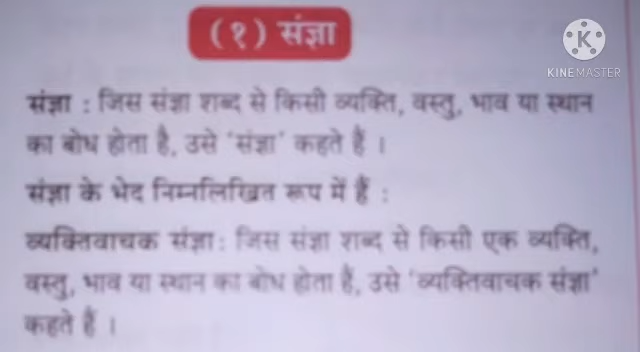 (१) संज्ञा
KINEMASTER
संज्ञा : जिस संज्ञा शब्द से किसी व्यक्ति, वस्तु, भाव या स्थान
का बोध होता है, उसे 'संज्ञा' कहते हैं ।
संज्ञा के भेद निम्नलिखित रूप में हैं :
व्यक्तिवाचक संज्ञा: जिस संज्ञा शब्द से किसी एक व्यक्ति,
वस्तु, भाव या स्थान का बोध होता है, उसे 'व्यक्तिवाचक संज्ञा'
कहते हैं ।